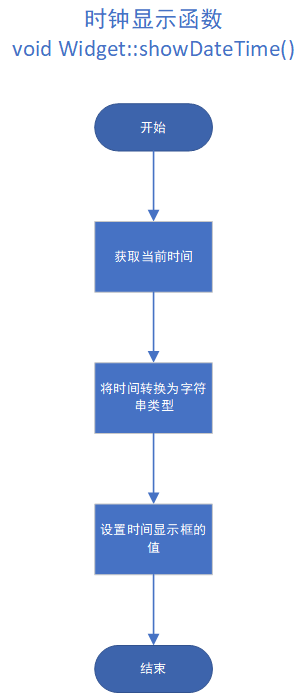 时钟显示函数
void Widget::showDateTime()
开始
获取当前时间
将时间转换为字符
串类型
设置时间显示框的
值
结束